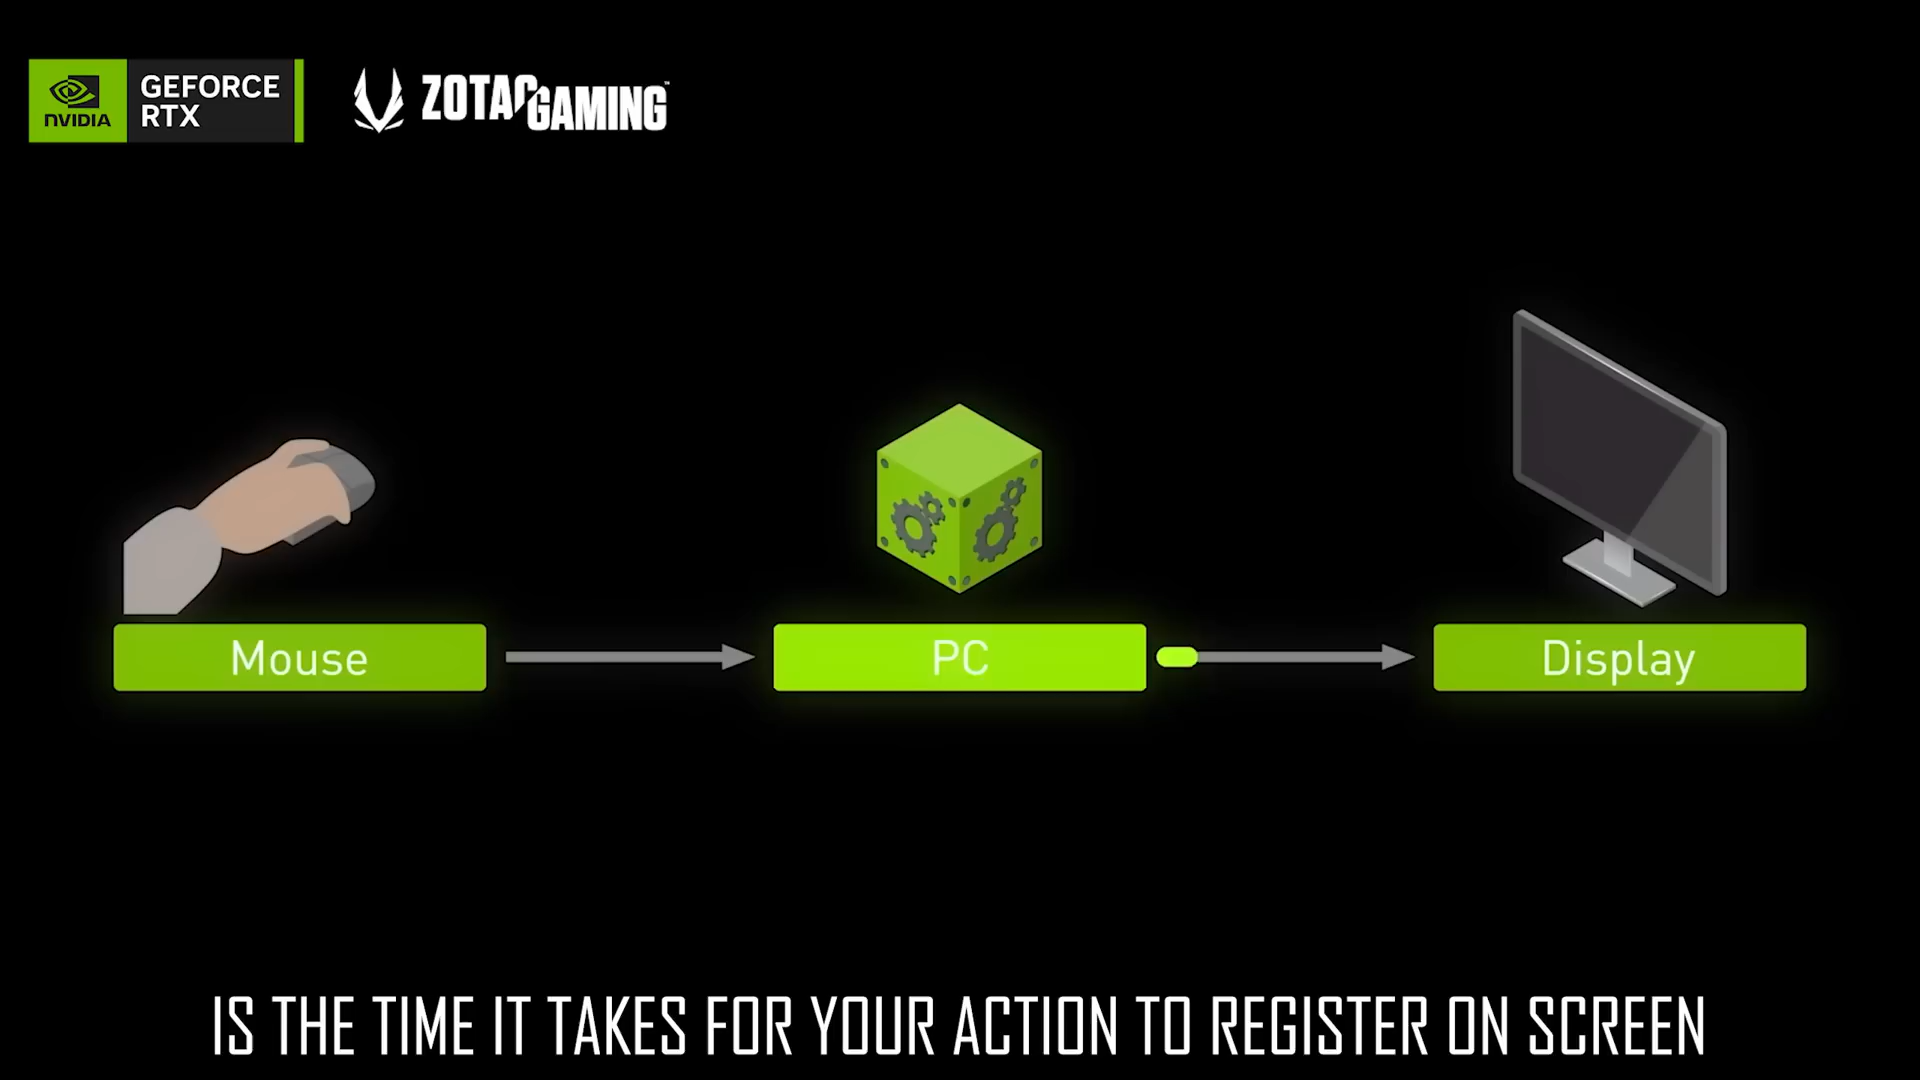 NVIDIA
GEFORCE
RTX
ZOTAC GAMING™
Mouse
PC
Display
IS THE TIME IT TAKES FOR YOUR ACTION TO REGISTER ON SCREEN